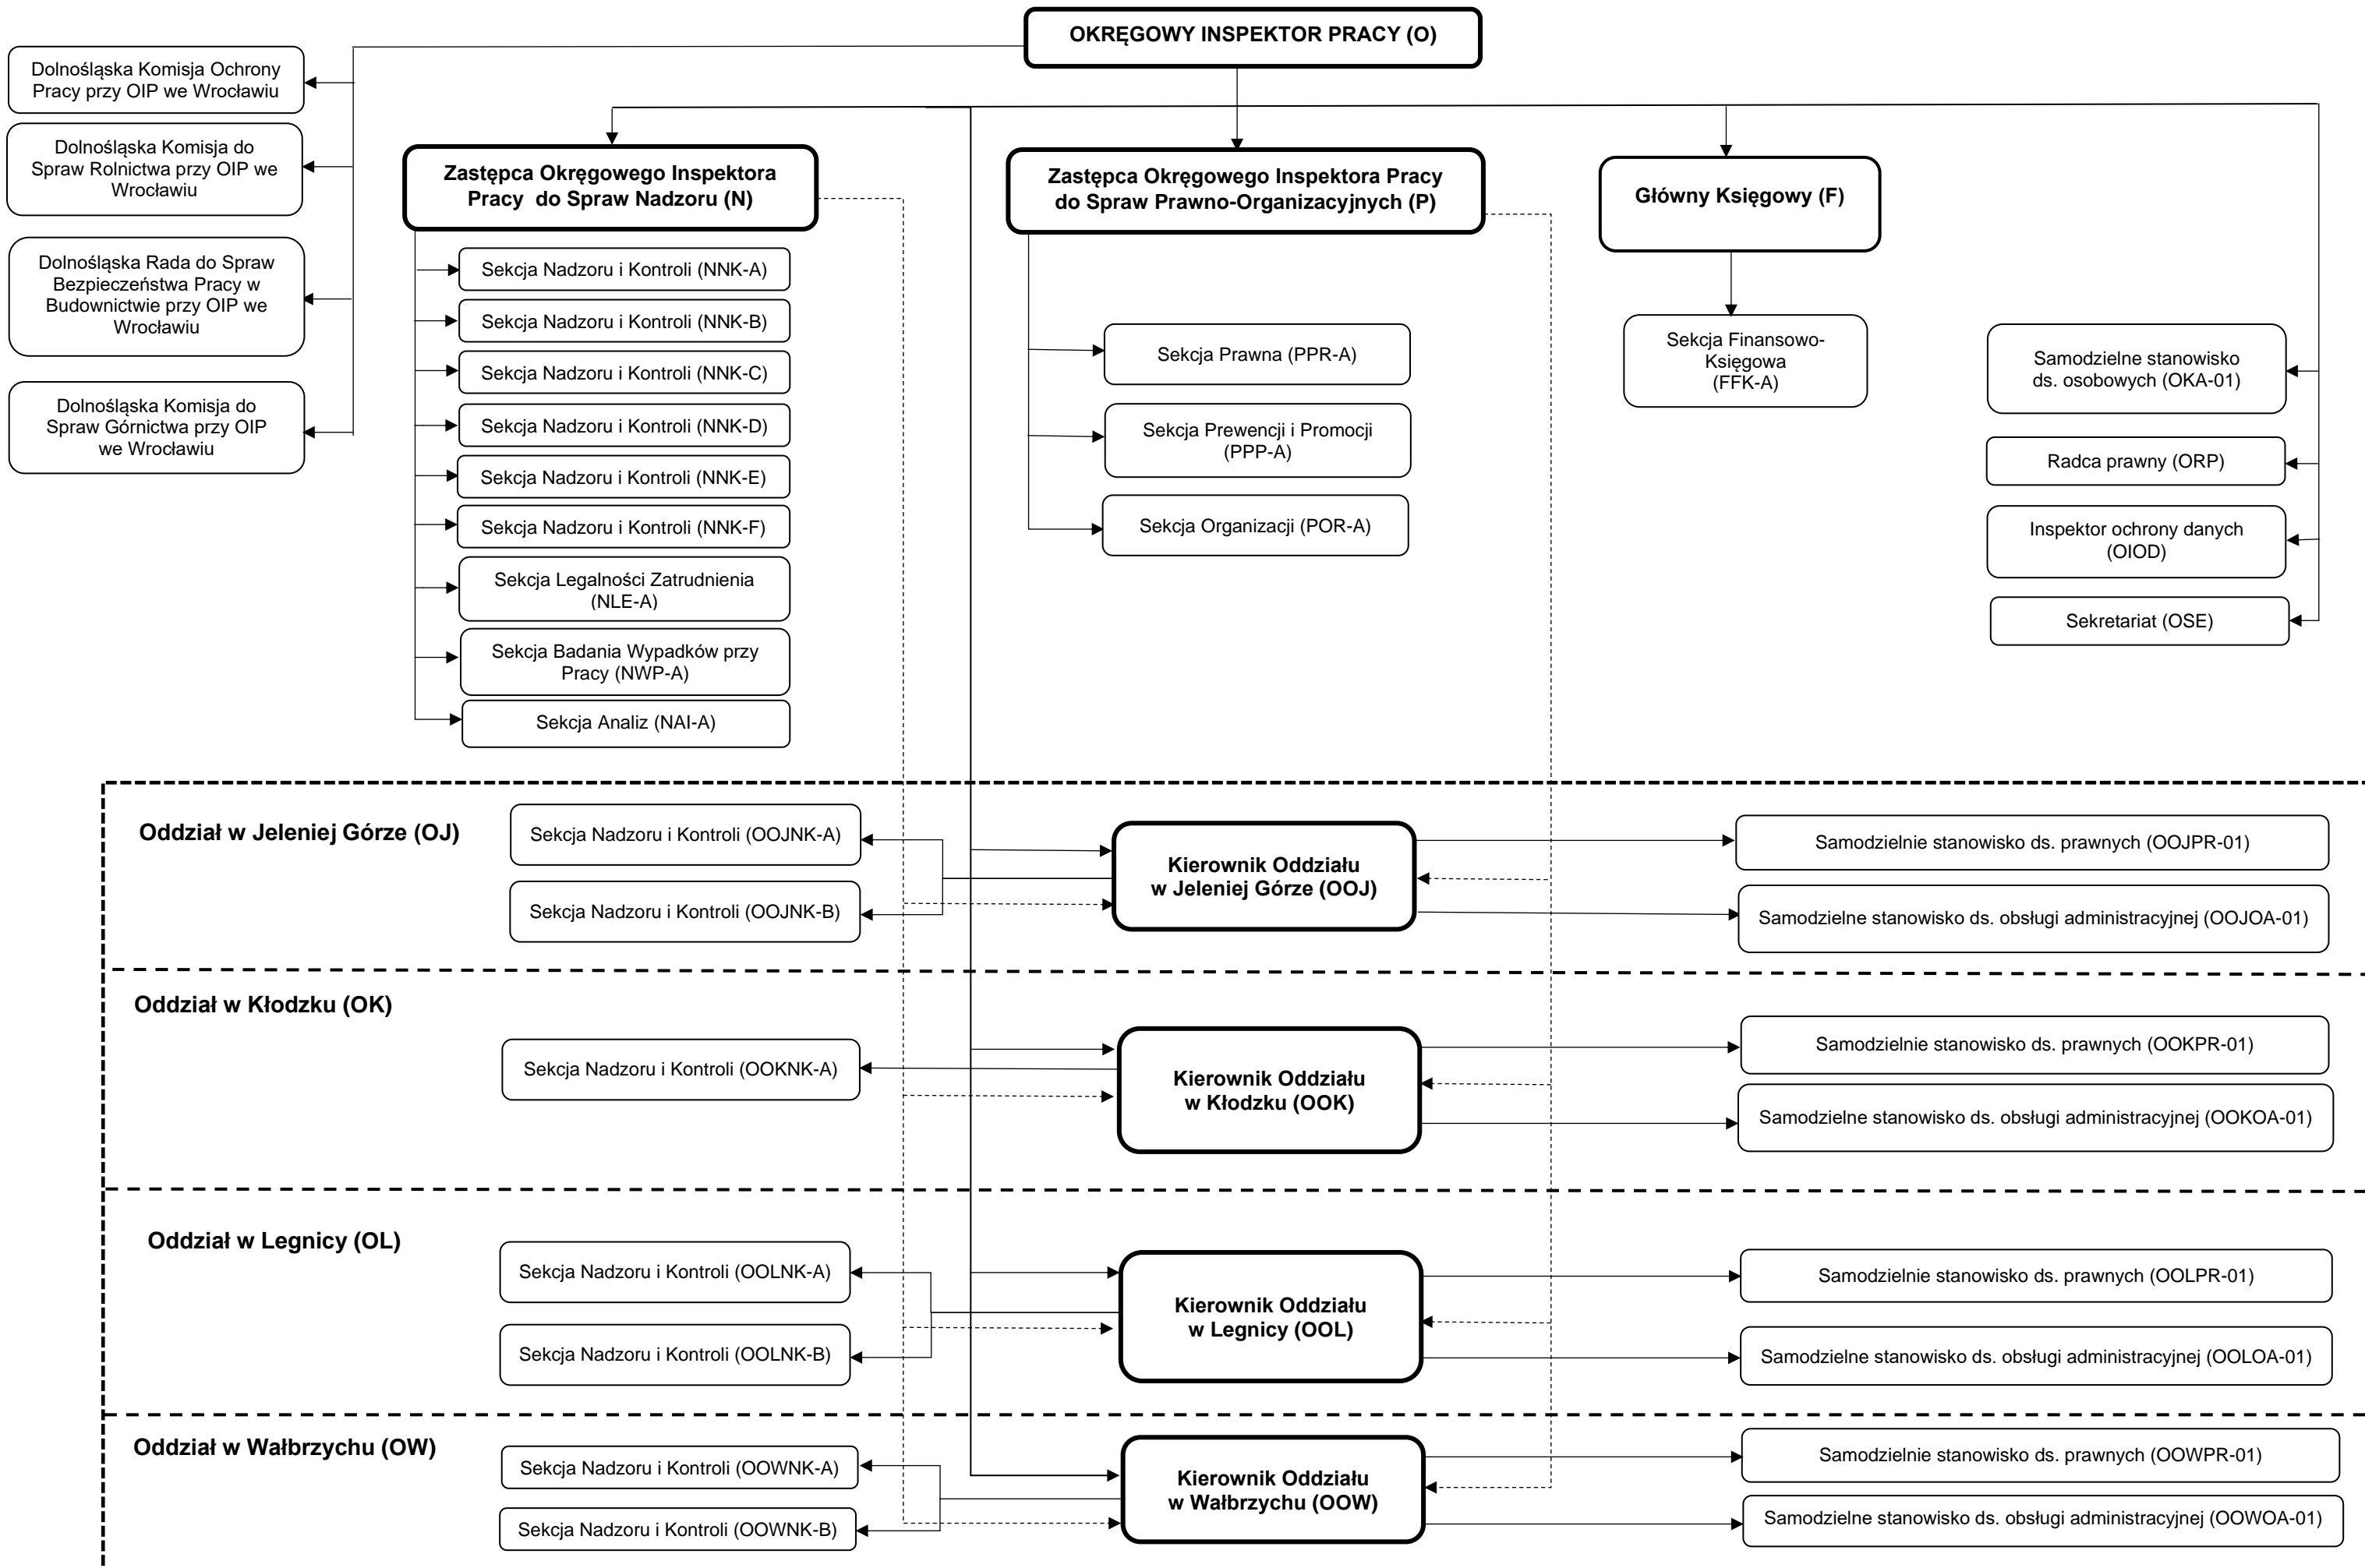 OKRĘGOWY INSPEKTOR PRACY (O)
Dolnośląska Komisja Ochrony
Pracy przy OIP we Wrocławiu
Dolnośląska Komisja do
Spraw Rolnictwa przy OIP we
Wrocławiu
Dolnośląska Rada do Spraw
Bezpieczeństwa Pracy w
Budownictwie przy OIP we
Wrocławiu
Dolnośląska Komisja do
Spraw Górnictwa przy OIP
we Wrocławiu
Zastępca Okręgowego Inspektora
Pracy do Spraw Nadzoru (N)
Sekcja Nadzoru i Kontroli (NNK-A)
Sekcja Nadzoru i Kontroli (NNK-B)
Sekcja Nadzoru i Kontroli (NNK-C)
Sekcja Nadzoru i Kontroli (NNK-D)
Sekcja Nadzoru i Kontroli (NNK-E)
Sekcja Nadzoru i Kontroli (NNK-F)
Sekcja Legalności Zatrudnienia
(NLE-A)
Sekcja Badania Wypadków przy
Pracy (NWP-A)
Sekcja Analiz (NAI-A)
Zastępca Okręgowego Inspektora Pracy
do Spraw Prawno-Organizacyjnych (P)
Sekcja Prawna (PPR-A)
Sekcja Prewencji i Promocji
(PPP-A)
Sekcja Organizacji (POR-A)
Główny Księgowy (F)
Sekcja Finansowo-
Księgowa
(FFK-A)
Samodzielne stanowisko
ds. osobowych (OKA-01)
Radca prawny (ORP)
Inspektor ochrony danych
(OIOD)
Sekretariat (OSE)
Oddział w Jeleniej Górze (OJ)
Sekcja Nadzoru i Kontroli (OOJNK-A)
Sekcja Nadzoru i Kontroli (OOJNK-B)
Kierownik Oddziału
w Jeleniej Górze (OOJ)
Samodzielnie stanowisko ds. prawnych (OOJPR-01)
Samodzielne stanowisko ds. obsługi administracyjnej (OOJOA-01)
Oddział w Kłodzku (OK)
Sekcja Nadzoru i Kontroli (OOKNK-A)
Kierownik Oddziału
w Kłodzku (OOK)
Samodzielnie stanowisko ds. prawnych (OOKPR-01)
Samodzielne stanowisko ds. obsługi administracyjnej (OOKOA-01)
Oddział w Legnicy (OL)
Sekcja Nadzoru i Kontroli (OOLNK-A)
Sekcja Nadzoru i Kontroli (OOLNK-B)
Kierownik Oddziału
w Legnicy (OOL)
Samodzielnie stanowisko ds. prawnych (OOLPR-01)
Samodzielne stanowisko ds. obsługi administracyjnej (OOLOA-01)
Oddział w Wałbrzychu (OW)
Sekcja Nadzoru i Kontroli (OOWNK-A)
Sekcja Nadzoru i Kontroli (OOWNK-B)
Kierownik Oddziału
w Wałbrzychu (OOW)
Samodzielnie stanowisko ds. prawnych (OOWPR-01)
Samodzielne stanowisko ds. obsługi administracyjnej (OOWOA-01)